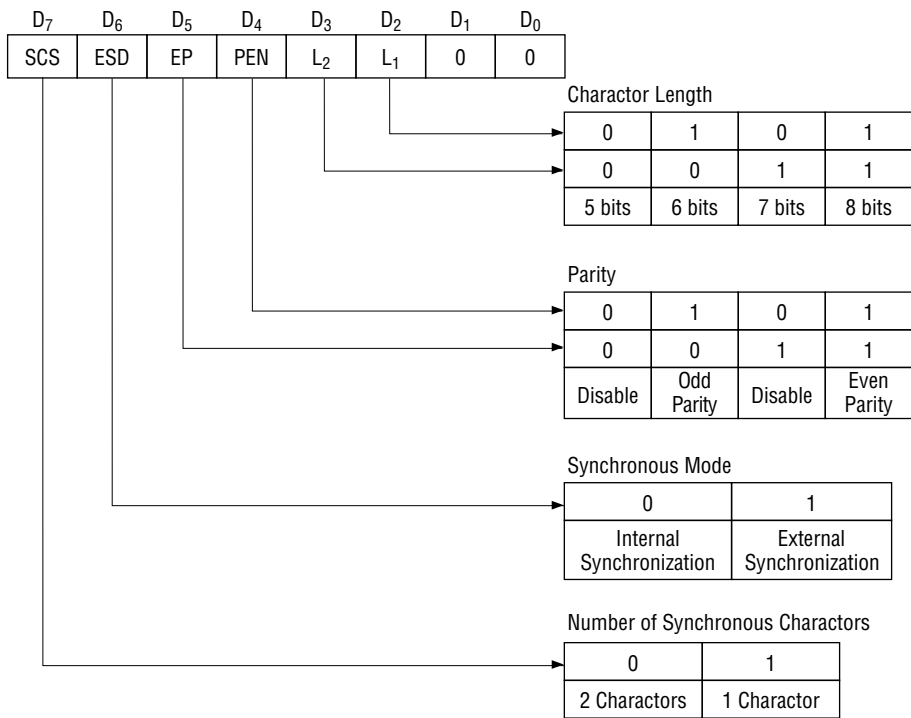 D7 D6 D5 D4 D3 D2 D1 D0
SCS ESD EP PEN L2 L1 0 0
Charactor Length
0 1 0 1
0 0 1 1
5 bits 6 bits 7 bits 8 bits
Parity
0 1 0 1
0 0 1 1
Disable Odd Parity Disable Even Parity
Synchronous Mode
0 1
Internal Synchronization External Synchronization
Number of Synchronous Charactors
0 1
2 Charactors 1 Charactor